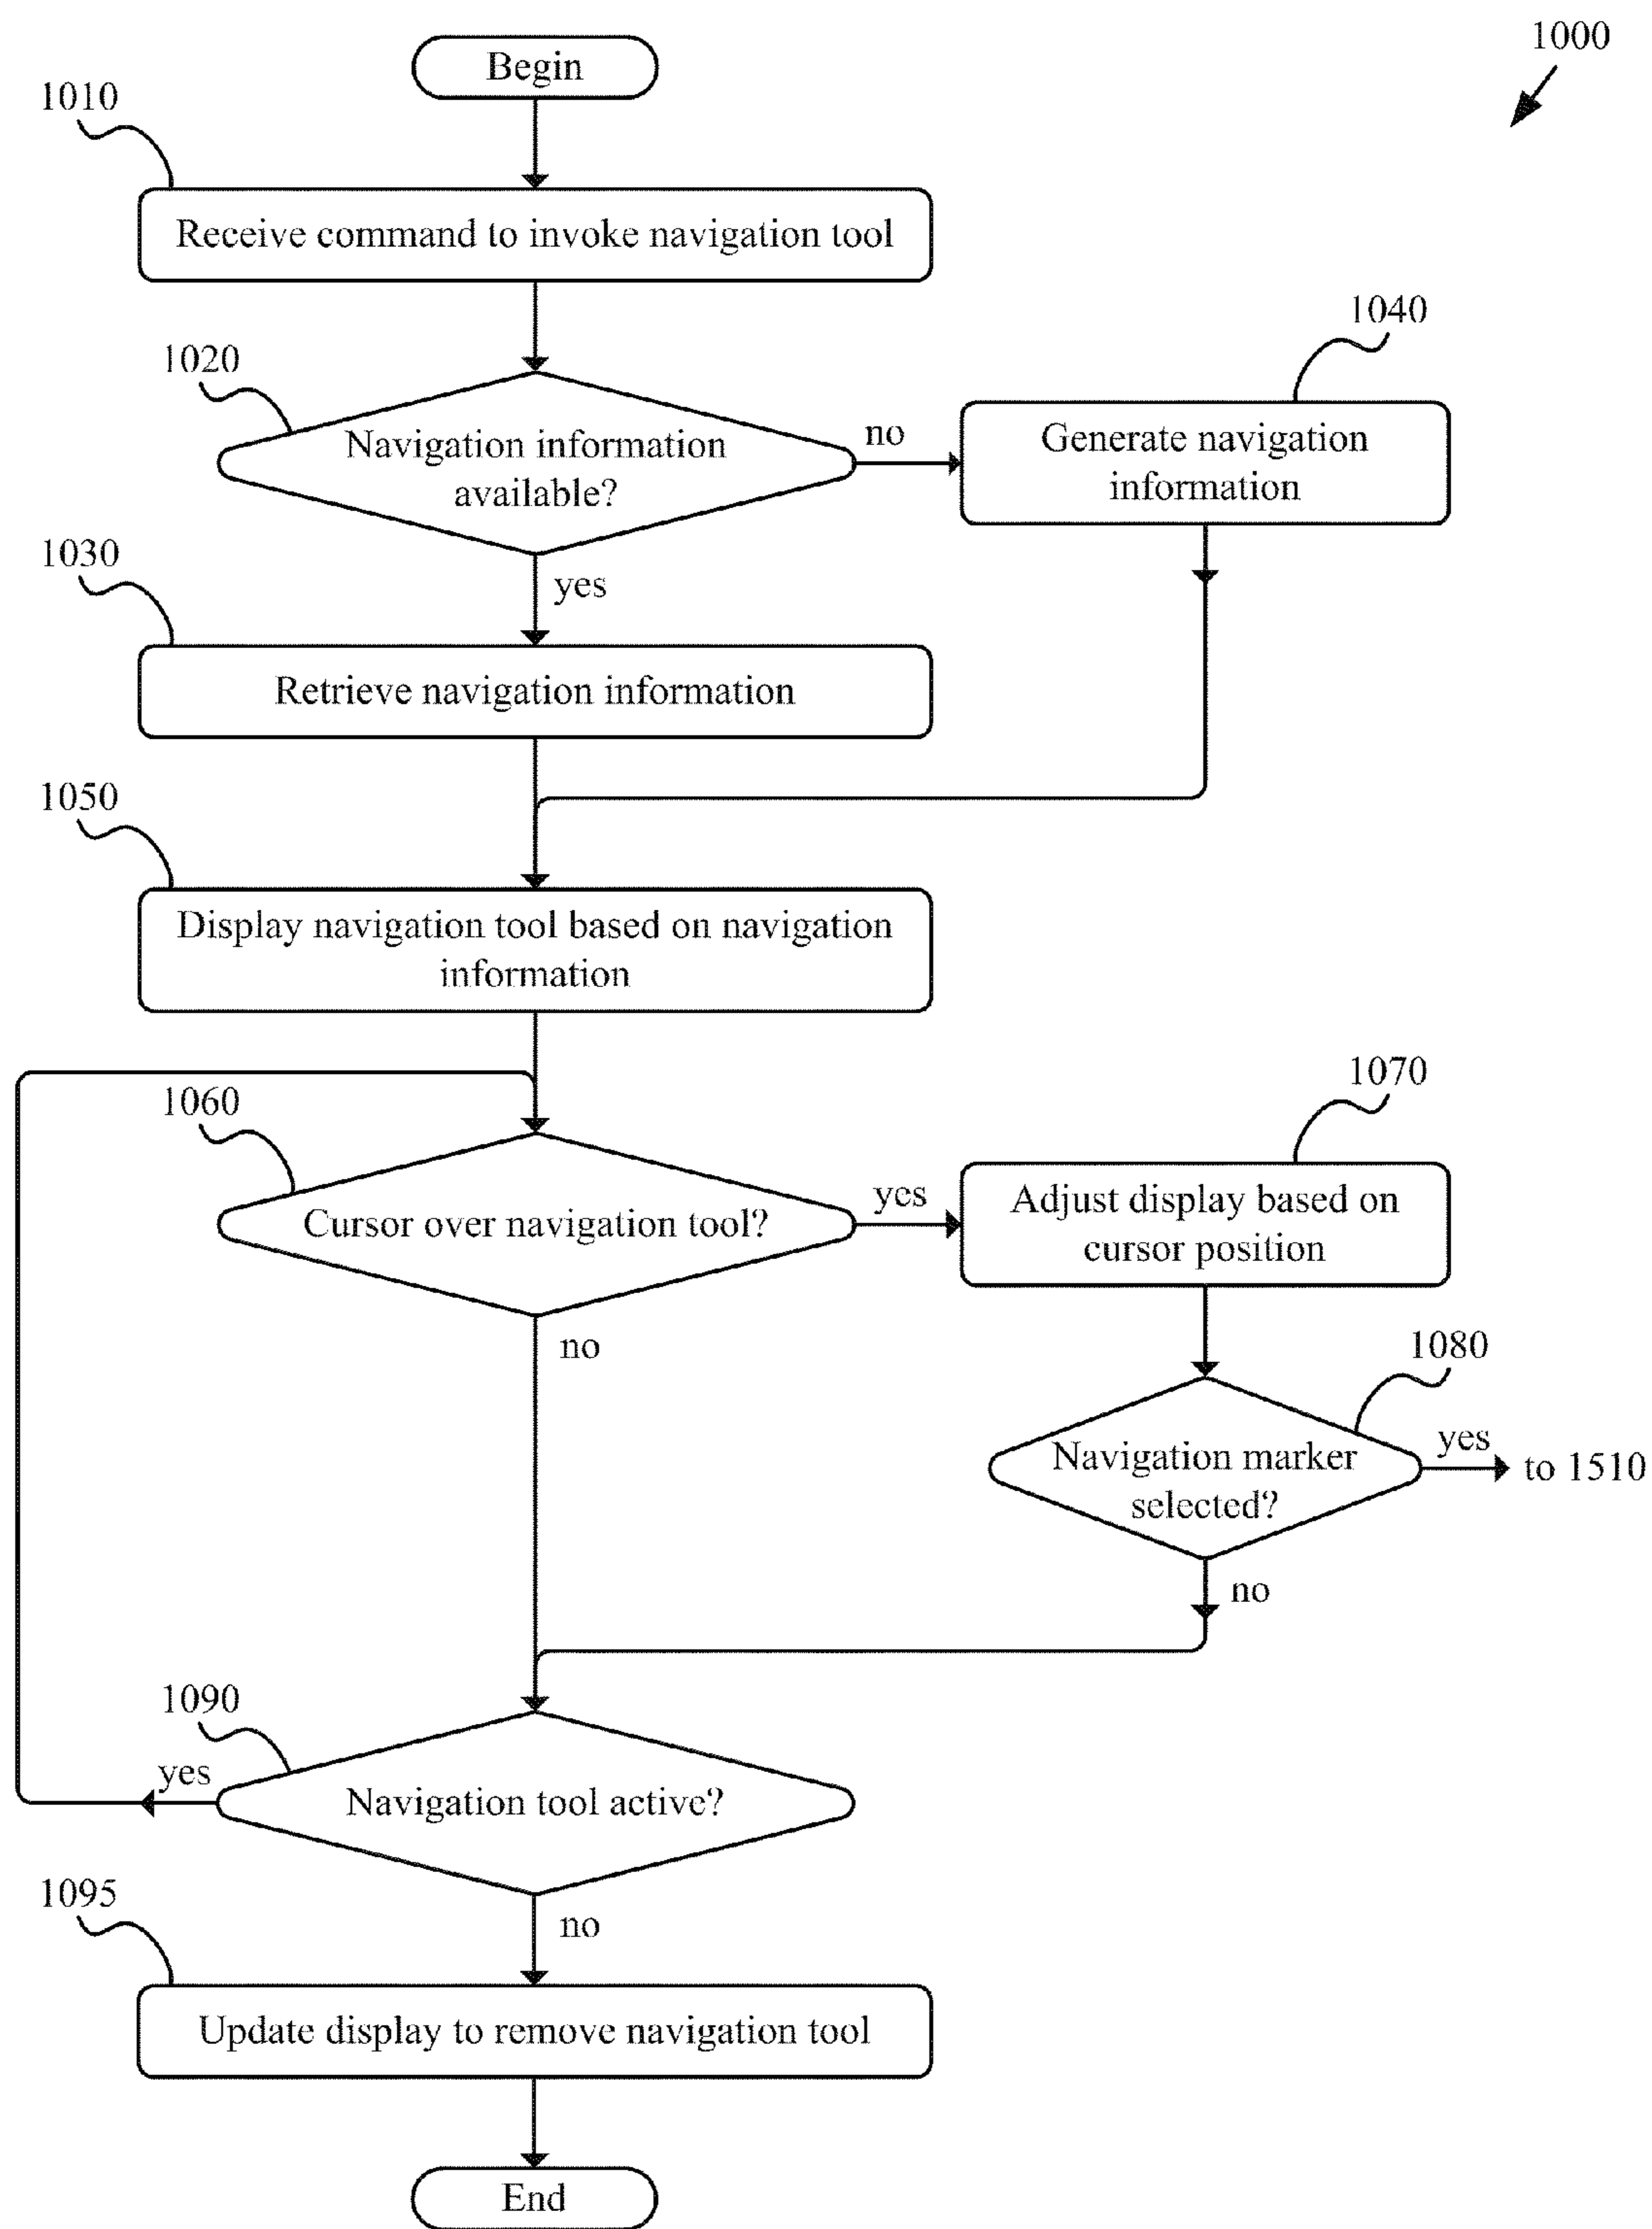 1000
Begin
1010
Receive command to invoke navigation tool
1020
Navigation information
available?
no
1040
Generate navigation
information
yes
1030
Retrieve navigation information
1050
Display navigation tool based on navigation
information
1060
Cursor over navigation tool?
yes
1070
Adjust display based on
cursor position
no
1080
Navigation marker
selected?
yes
to 1510
no
1090
yes
Navigation tool active?
no
1095
Update display to remove navigation tool
End